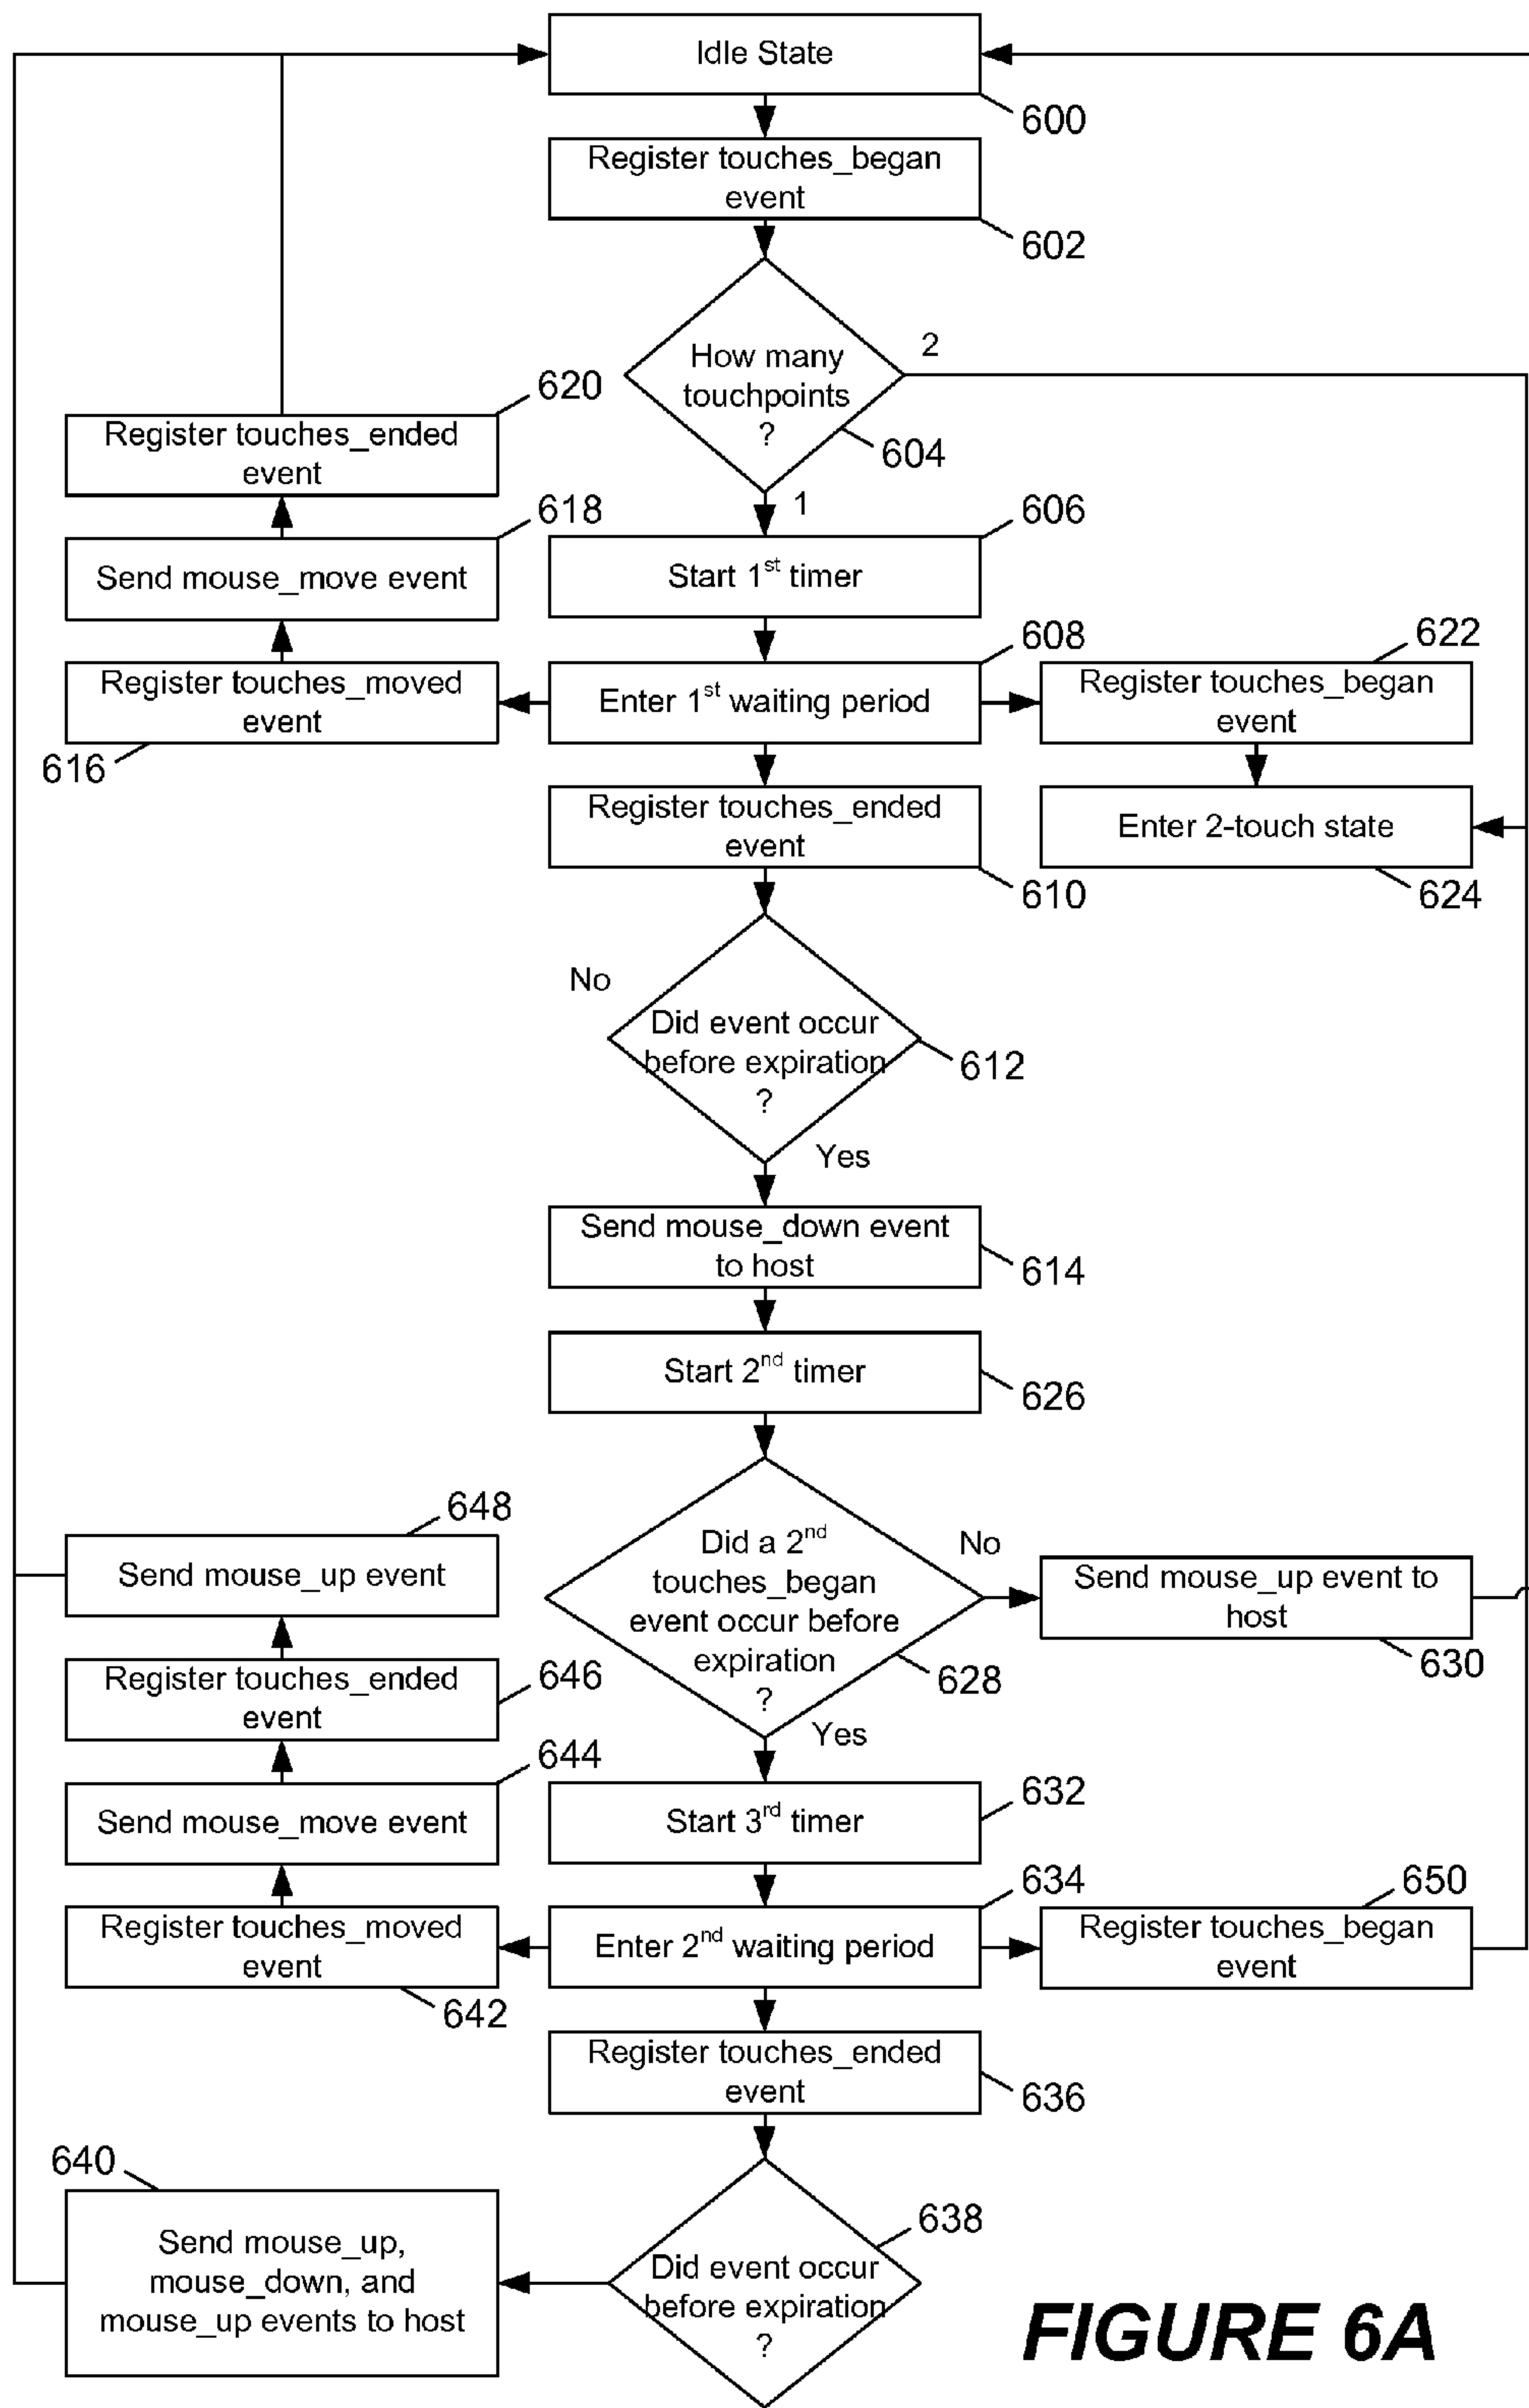 Idle State
600
Register touches_began
event
602
How many
touchpoints
?
2
604
1
620
Register touches_ended
event
618
Send mouse_move event
Register touches_moved
event
616
606
Start 1st timer
608
Enter 1st waiting period
622
Register touches_began
event
Register touches_ended
event
610
Enter 2-touch state
624
No
Did event occur
before expiration
?
612
Yes
Send mouse_down event
to host
614
Start 2nd timer
626
Did a 2nd
touches_began
event occur before
expiration
?
628
No
Send mouse_up event to
host
630
Yes
648
Send mouse_up event
Register touches_ended
event
646
644
Send mouse_move event
632
Start 3rd timer
634
Enter 2nd waiting period
650
Register touches_began
event
Register touches_moved
event
642
Register touches_ended
event
636
640
Send mouse_up,
mouse_down, and
mouse_up events to host
638
Did event occur
before expiration
?
FIGURE 6A